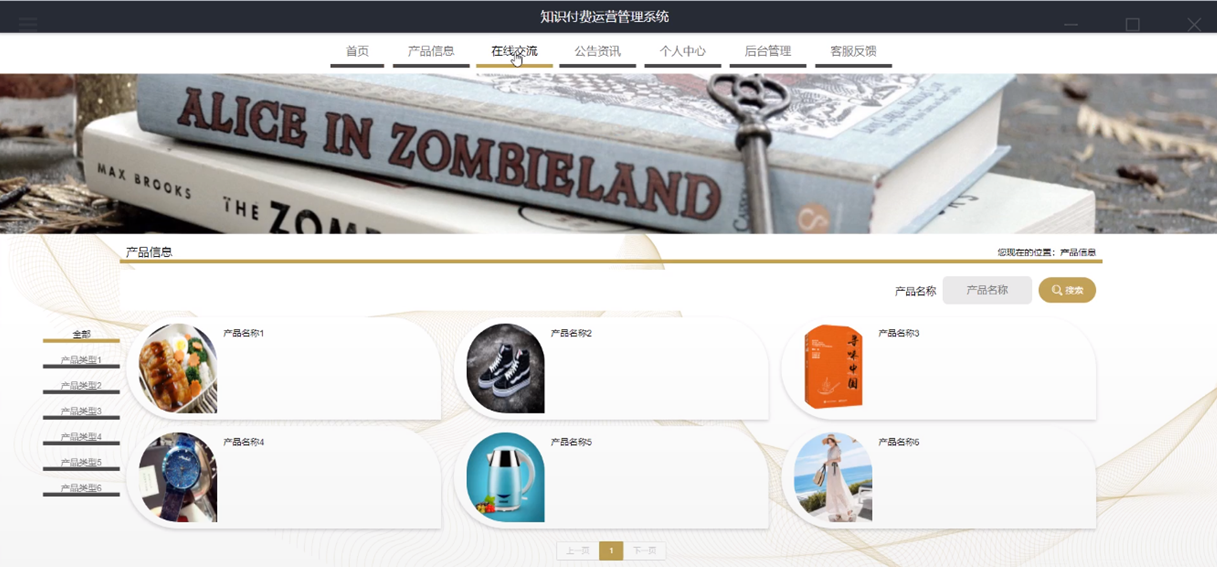 知识付费运营管理系统
首页 产品信息 在线交流 公告资讯 个人中心 后台管理 客服反馈
ALICE IN ZOMBIELAND
MAX BROOKS
THE ZOM
产品信息
您现在的位置：产品信息
产品名称 产品名称 搜索
全部
产品类型1
产品类型2
产品类型3
产品类型4
产品类型5
产品类型6
产品名称1
产品名称2
产品名称3
寻味中国
产品名称4
产品名称5
产品名称6
上一页 1 下一页